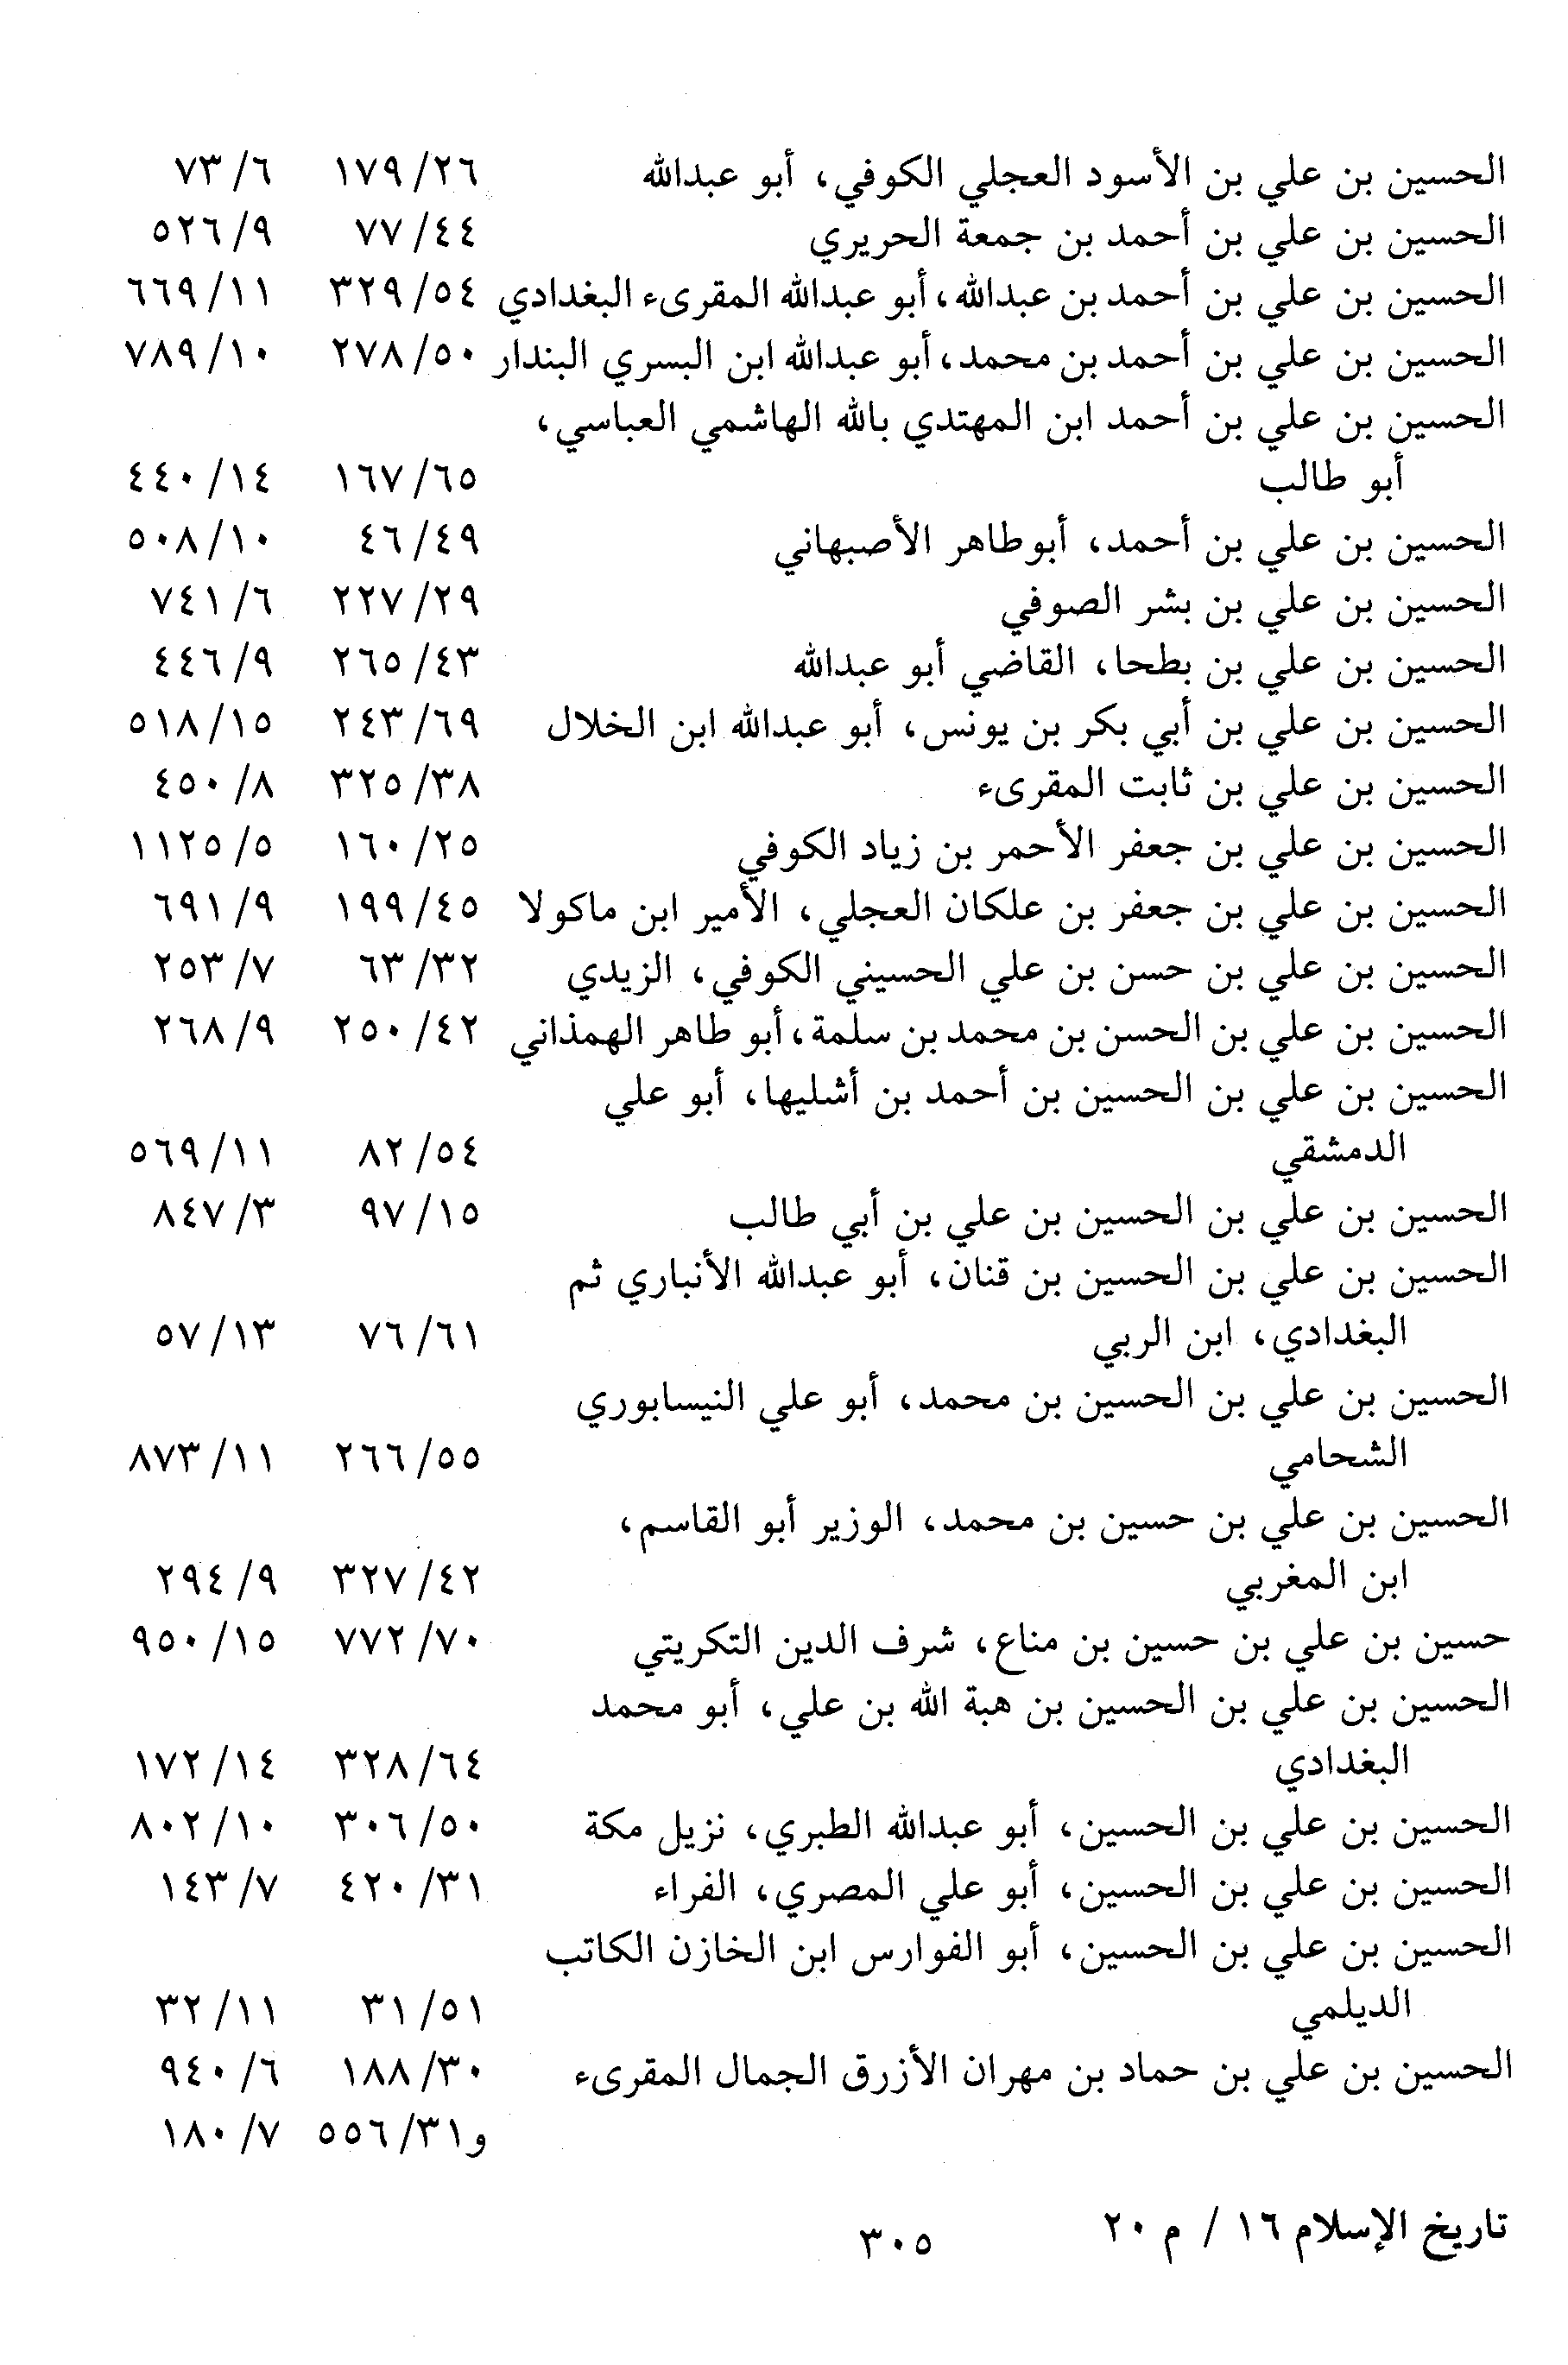 الحسين بن علي بن الأسود العجلي الكوفي، أبو عبدالله ٢٦/ ١٧٩ ٦/ ٧٣
الحسين بن علي بن أحمد بن جمعة الحريري ٤٤/ ٧٧ ٩/ ٥٢٦
الحسين بن علي بن أحمد بن عبدالله، أبو عبدالله المقرىء البغدادي ٥٤/ ٣٢٩ ١١/ ٦٦٩
الحسين بن علي بن أحمد بن محمد، أبو عبدالله ابن البسري البندار ٥٠/ ٢٧٨ ١٠/ ٧٨٩
الحسين بن علي بن أحمد ابن المهتدي بالله الهاشمي العباسي،
أبو طالب ٦٥/ ١٦٧ ١٤/ ٤٤٠
الحسين بن علي بن أحمد، أبوطاهر الأصبهاني ٤٩/ ٤٦ ١٠/ ٥٠٨
الحسين بن علي بن بشر الصوفي ٢٩/ ٢٢٧ ٦/ ٧٤١
الحسين بن علي بن بطحا، القاضي أبو عبدالله ٤٣/ ٢٦٥ ٩/ ٤٤٦
الحسين بن علي بن أبي بكر بن يونس، أبو عبدالله ابن الخلال ٦٩/ ٢٤٣ ١٥/ ٥١٨
الحسين بن علي بن ثابت المقرىء ٣٨/ ٣٢٥ ٨/ ٤٥٠
الحسين بن علي بن جعفر الأحمر بن زياد الكوفي ٢٥/ ١٦٠ ٥/ ١١٢٥
الحسين بن علي بن جعفر بن علكان العجلي، الأمير ابن ماكولا ٤٥/ ١٩٩ ٩/ ٦٩١
الحسين بن علي بن حسن بن علي الحسيني الكوفي، الزيدي ٣٢/ ٦٣ ٧/ ٢٥٣
الحسين بن علي بن الحسن بن محمد بن سلمة، أبو طاهر الهمذاني ٤٢/ ٢٥٠ ٩/ ٢٦٨
الحسين بن علي بن الحسين بن أحمد بن أشليها، أبو علي
الدمشقي ٥٤/ ٨٢ ١١/ ٥٦٩
الحسين بن علي بن الحسين بن علي بن أبي طالب ١٥/ ٩٧ ٣/ ٨٤٧
الحسين بن علي بن الحسين بن قنان، أبو عبدالله الأنباري ثم
البغدادي، ابن الربي ٦١/ ٧٦ ١٣/ ٥٧
الحسين بن علي بن الحسين بن محمد، أبو علي النيسابوري
الشحامي ٥٥/ ٢٦٦ ١١/ ٨٧٣
الحسين بن علي بن حسين بن محمد، الوزير أبو القاسم،
ابن المغربي ٤٢/ ٣٢٧ ٩/ ٢٩٤
حسين بن علي بن حسين بن مناع، شرف الدين التكريتي ٧٠/ ٧٧٢ ١٥/ ٩٥٠
الحسين بن علي بن الحسين بن هبة الله بن علي، أبو محمد
البغدادي ٦٤/ ٣٢٨ ١٤/ ١٧٢
الحسين بن علي بن الحسين، أبو عبدالله الطبري، نزيل مكة ٥٠/ ٣٠٦ ١٠/ ٨٠٢
الحسين بن علي بن الحسين، أبو علي المصري، الفراء ٣١/ ٤٢٠ ٧/ ١٤٣
الحسين بن علي بن الحسين، أبو الفوارس ابن الخازن الكاتب
الديلمي ٥١/ ٣١ ١١/ ٣٢
الحسين بن علي بن حماد بن مهران الأزرق الجمال المقرىء ٣٠/ ١٨٨ ٦/ ٩٤٠
و٣١/ ٥٥٦ ٧/ ١٨٠
تاريخ الإسلام ١٦ / م ٢٠
٣٠٥